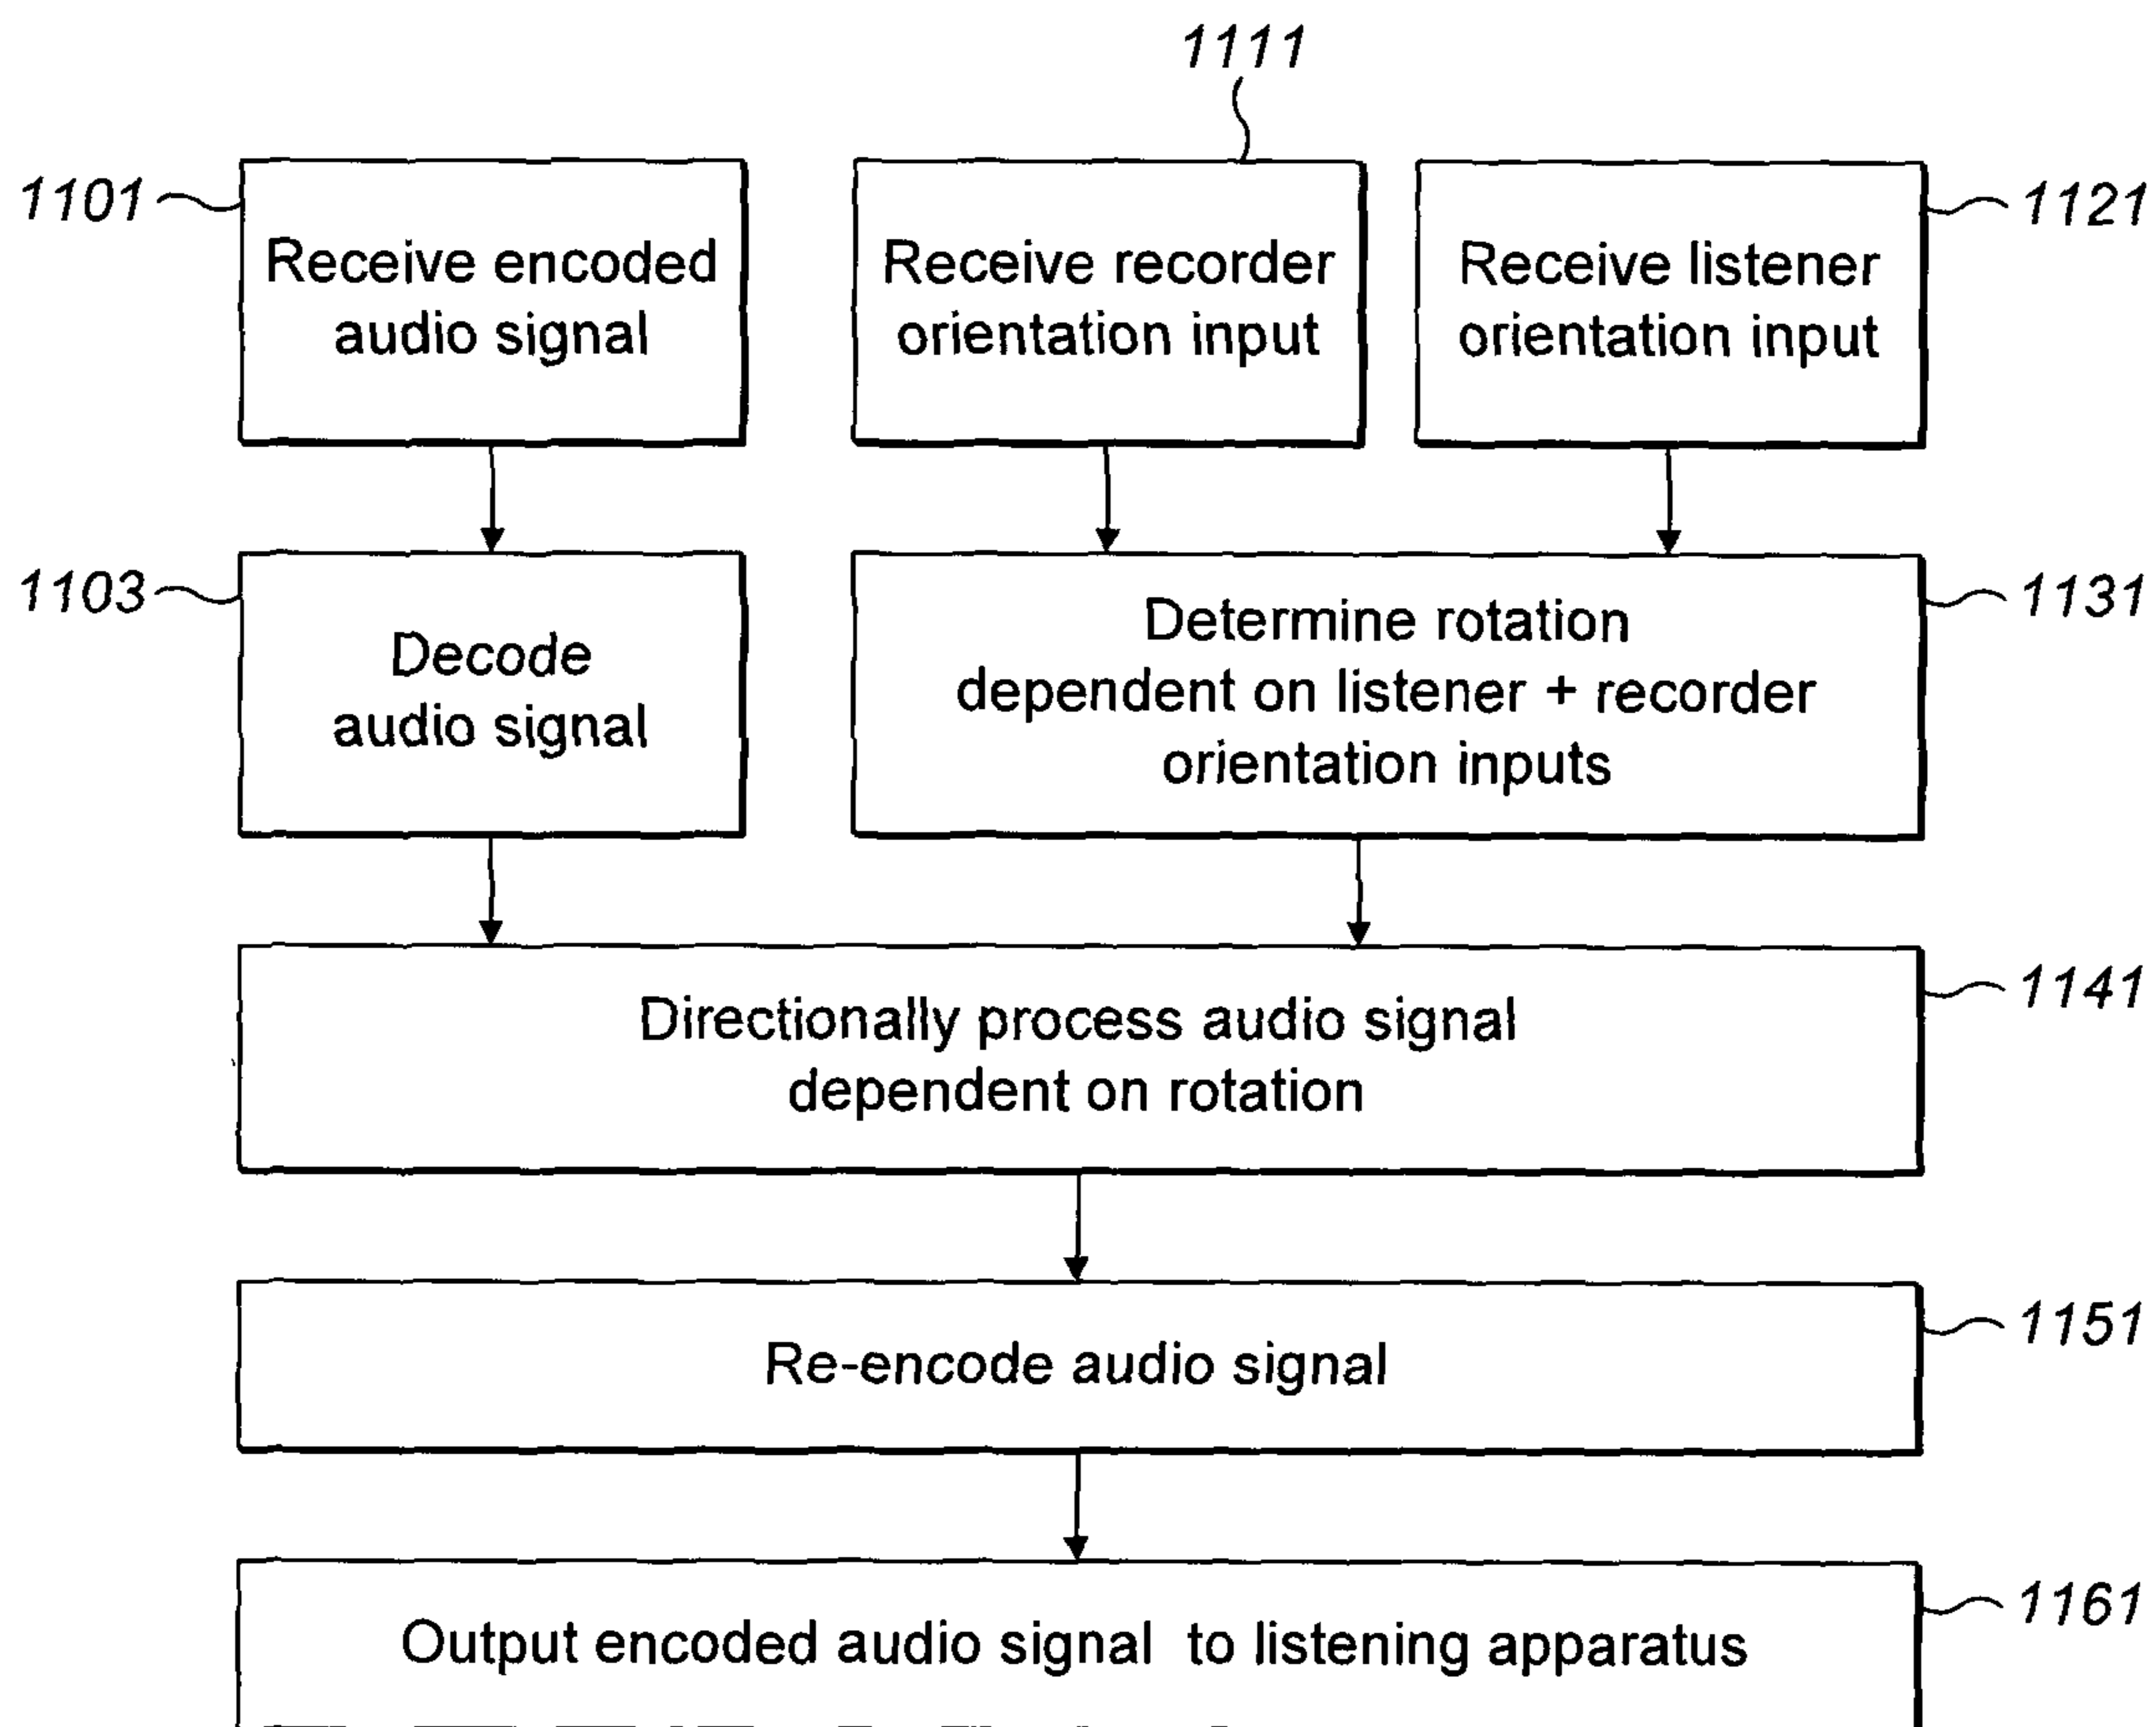 1111
1101
Receive encoded
audio signal
Receive recorder
orientation input
Receive listener
orientation input
1121
1103
Decode
audio signal
Determine rotation
dependent on listener + recorder
orientation inputs
1131
Directionally process audio signal
dependent on rotation
1141
Re-encode audio signal
1151
Output encoded audio signal to listening apparatus
1161